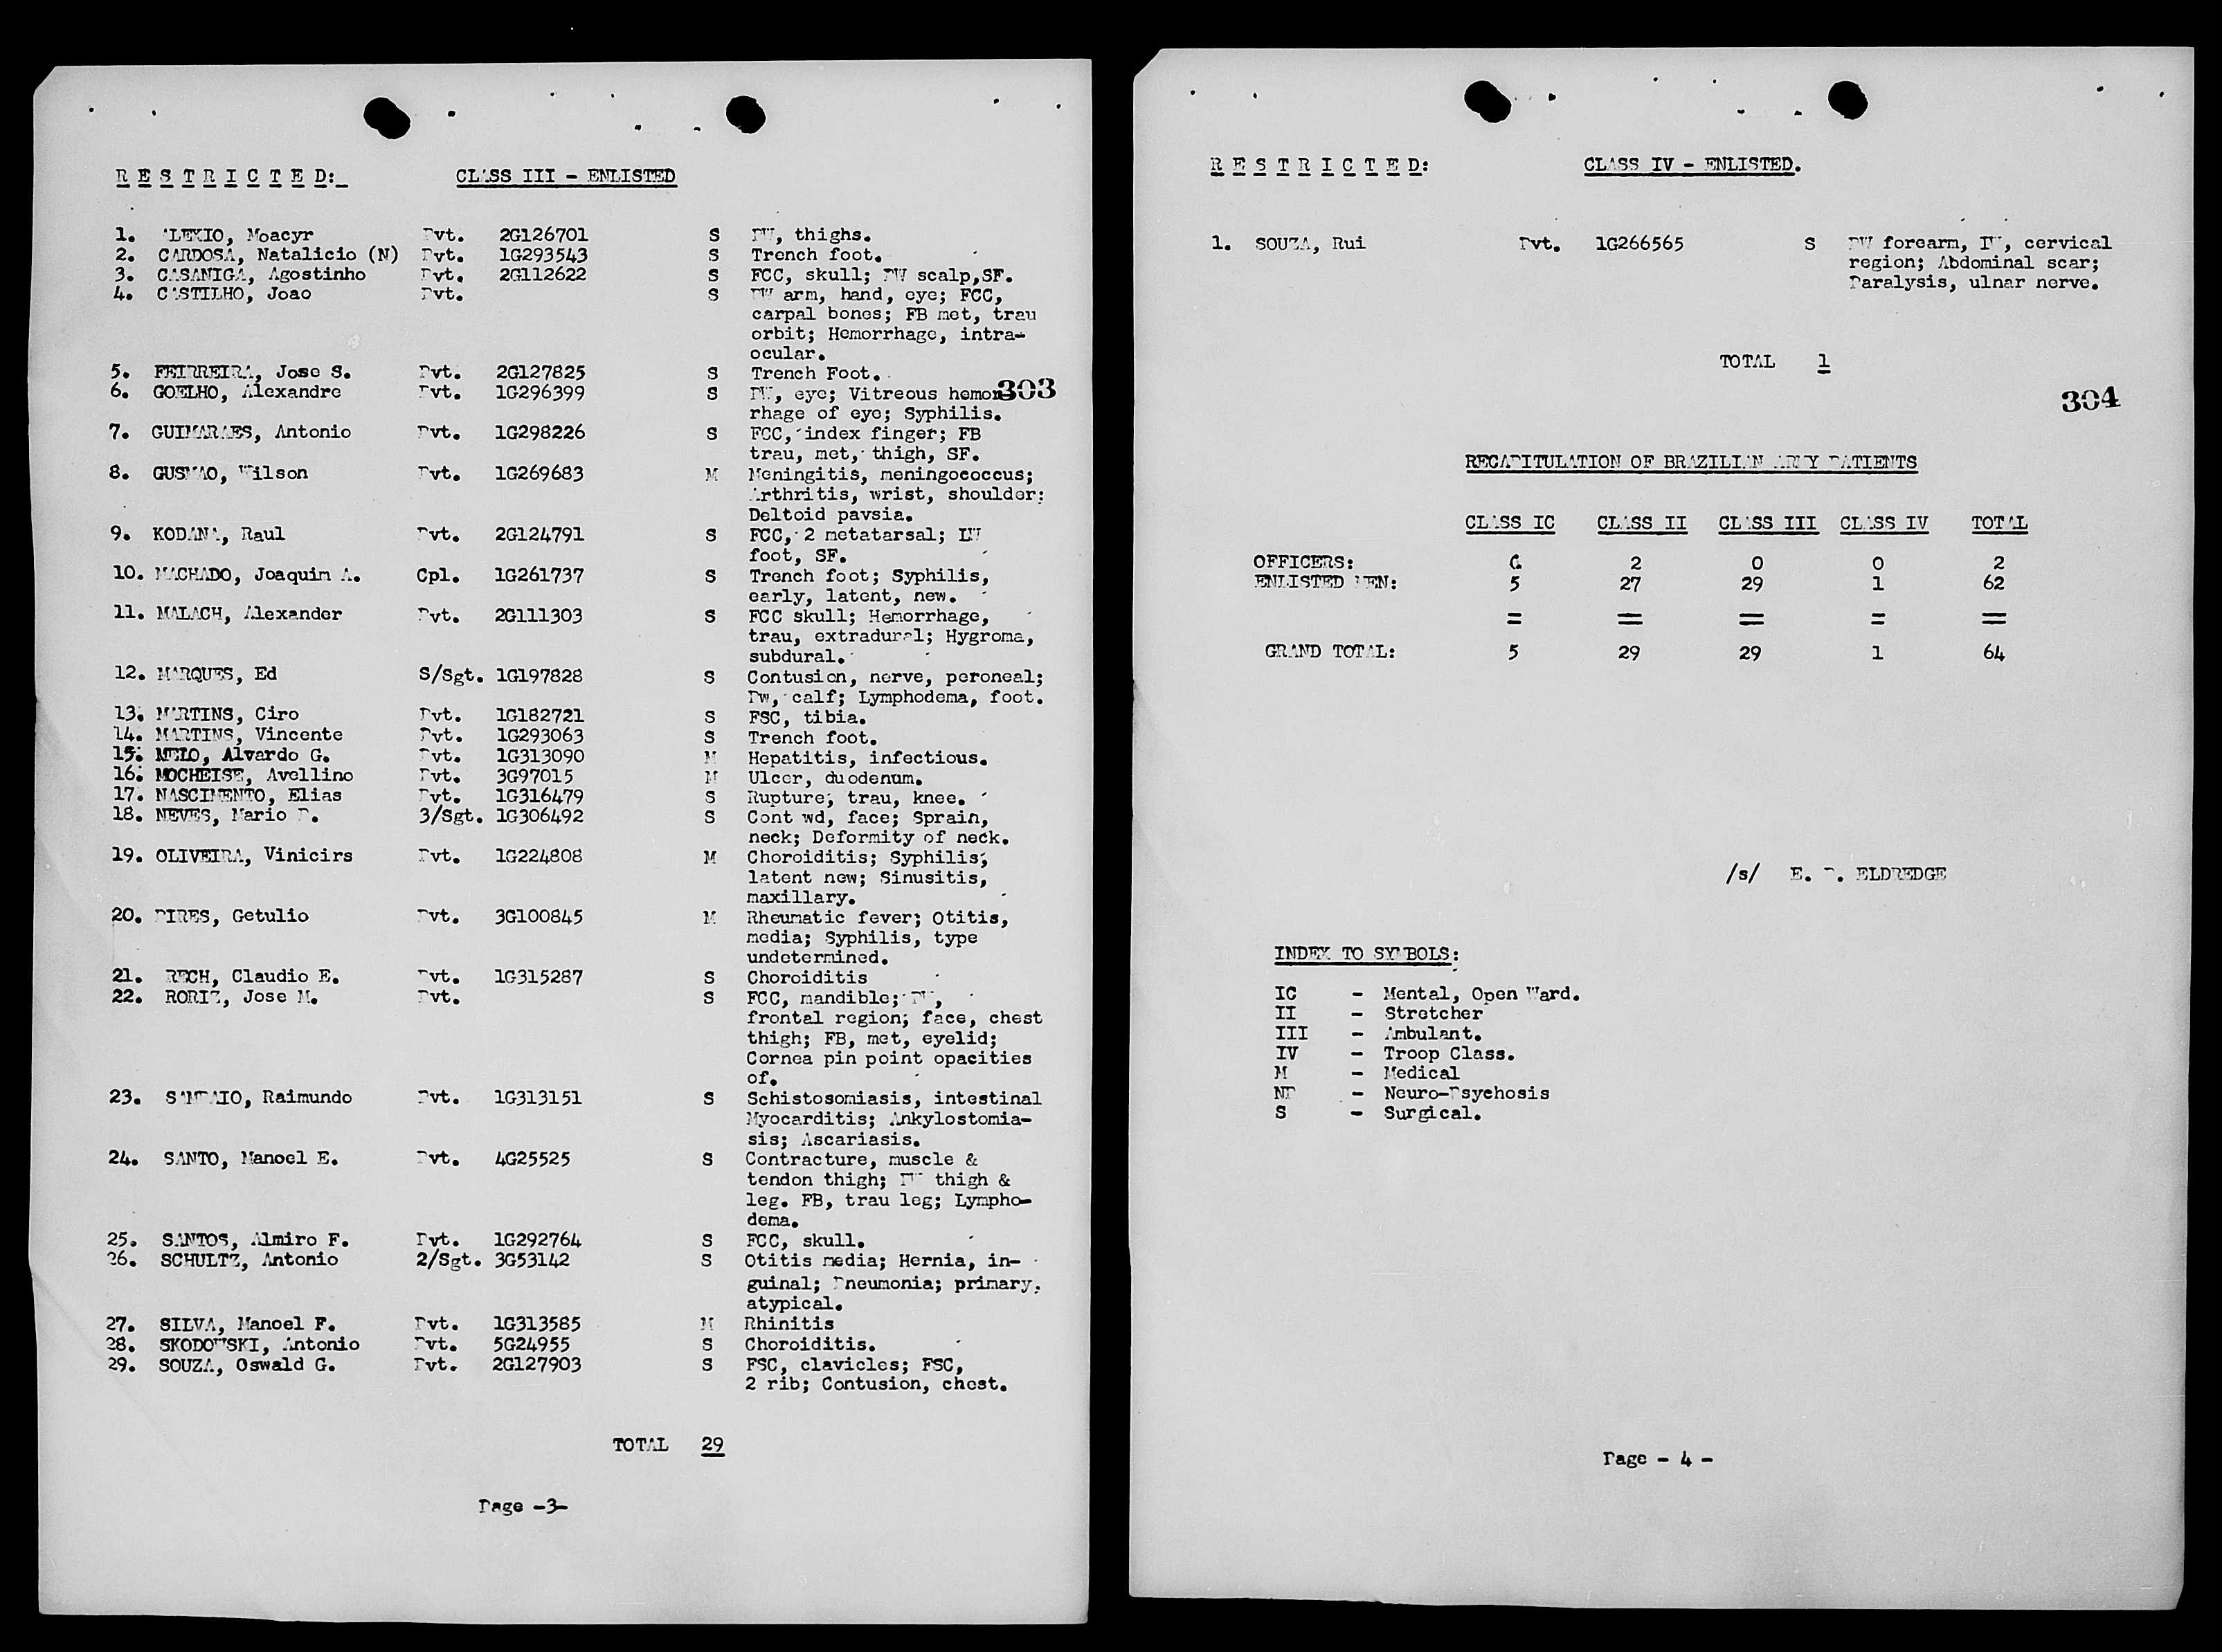 RESTRICTED:
CLASS III - ENLISTED
1. ALEXIO, Moacyr Pvt. 2G126701 S PW, thighs.
2. CARDOSA, Natalicio (N) Pvt. 1G293543 S Trench foot.
3. CASANIGA, Agostinho Pvt. 2G112622 S FCC, skull; PW scalp, SF.
4. CASTILHO, Joao Pvt. S PW arm, hand, eye; FCC,
carpal bones; FB met, trau
orbit; Hemorrhage, intra-
ocular.
5. FEIRREIRA, Jose S. Pvt. 2G127825 S Trench Foot.
6. GOELHO, Alexandre Pvt. 1G296399 S PW, eye; Vitreous hemor-
303
rhage of eye; Syphilis.
7. GUIMARAES, Antonio Pvt. 1G298226 S FCC, index finger; FB
trau, met, thigh, SF.
8. GUSMAO, Wilson Pvt. 1G269683 M Meningitis, meningococcus;
Arthritis, wrist, shoulder;
Deltoid pavsia.
9. KODAMA, Raul Pvt. 2G124791 S FCC, 2 metatarsal;
foot, SF.
10. MACHADO, Joaquim A. Cpl. 1G261737 S Trench foot; Syphilis,
early, latent, new.
11. MALACH, Alexander Pvt. 2G111303 S FCC skull; Hemorrhage,
trau, extradural; Hygroma,
subdural.
12. MARQUES, Ed S/Sgt. 1G197828 S Contusion, nerve, peroneal;
Pw, calf; Lymphodema, foot.
13. MARTINS, Ciro Pvt. 1G182721 S FSC, tibia.
14. MARTINS, Vincente Pvt. 1G293063 S Trench foot.
15. MELO, Alvardo G. Pvt. 1G313090 M Hepatitis, infectious.
16. MOCHEISE, Avellino Pvt. 3G97015 M Ulcer, duodenum.
17. NASCIMENTO, Elias Pvt. 1G316479 S Rupture, trau, knee.
18. NEVES, Mario P. 3/Sgt. 1G306492 S Cont wd, face; Sprain,
neck; Deformity of neck.
19. OLIVEIRA, Vinicirs Pvt. 1G224808 M Choroiditis; Syphilis,
latent new; Sinusitis,
maxillary.
20. PIRES, Getulio Pvt. 3G100845 M Rheumatic fever; Otitis,
media; Syphilis, type
undetermined.
21. RECH, Claudio E. Pvt. 1G315287 S Choroiditis
22. RORIZ, Jose M. Pvt. S FCC, mandible; PW,
frontal region; face, chest
thigh; FB, met, eyelid;
Cornea pin point opacities
of.
23. SAMPAIO, Raimundo Pvt. 1G313151 S Schistosomiasis, intestinal
Myocarditis; Ankylostomia-
sis; Ascariasis.
24. SANTO, Manoel E. Pvt. 4G25525 S Contracture, muscle &
tendon thigh; PW thigh &
leg. FB, trau leg; Lympho-
dema.
25. SANTOS, Almiro F. Pvt. 1G292764 S FCC, skull.
26. SCHULTZ, Antonio 2/Sgt. 3G53142 S Otitis media; Hernia, in-
guinal; Pneumonia; primary,
atypical.
27. SILVA, Manoel F. Pvt. 1G313585 M Rhinitis
28. SKODOWSKI, Antonio Pvt. 5G24955 S Choroiditis.
29. SOUZA, Oswald G. Pvt. 2G127903 S FSC, clavicles; FSC,
2 rib; Contusion, chest.
TOTAL 29
Page -3-
RESTRICTED:
CLASS IV - ENLISTED.
1. SOUZA, Rui Pvt. 1G266565 S PW forearm, PW, cervical
region; Abdominal scar;
Paralysis, ulnar nerve.
TOTAL 1
304
RECAPITULATION OF BRAZILIAN ARMY PATIENTS
CLASS IC CLASS II CLASS III CLASS IV TOTAL
OFFICERS: 0 2 0 0 2
ENLISTED MEN: 5 27 29 1 62
= = = = =
GRAND TOTAL: 5 29 29 1 64
/s/ E. P. ELDREDGE
INDEX TO SYMBOLS:
IC - Mental, Open Ward.
II - Stretcher
III - Ambulant.
IV - Troop Class.
M - Medical
NP - Neuro-Psychosis
S - Surgical.
Page - 4 -